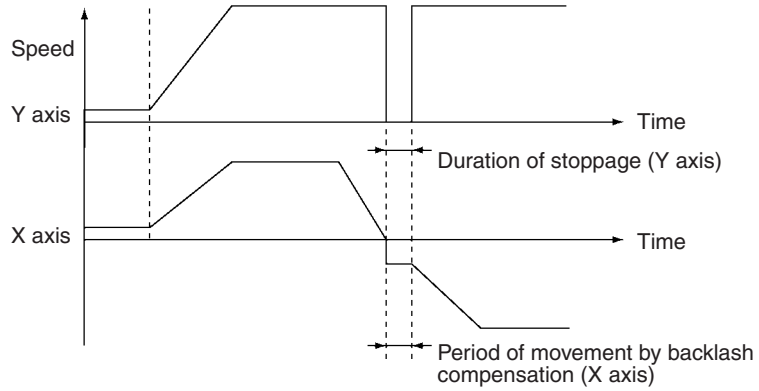 Speed
Y axis
Time
Duration of stoppage (Y axis)
X axis
Time
Period of movement by backlash
compensation (X axis)